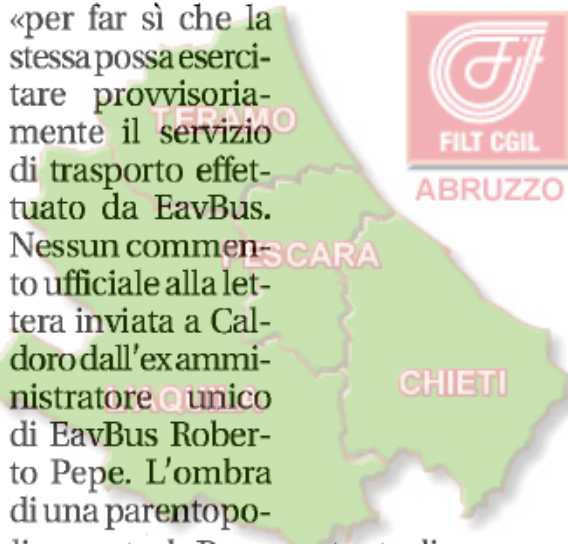 «per far sì che la
stessa possa eserci-
tare provvisoria-
mente il servizio
di trasporto effet-
tuato da EavBus.
Nessun commen-
to ufficiale alla let-
tera inviata a Cal-
doro dall'ex ammi-
nistratore unico
di EavBus Rober-
to Pepe. L'ombra
di una parentopo-
FILT CGIL
ABRUZZO
TERAMO
PESCARA
L'AQUILA
CHIETI